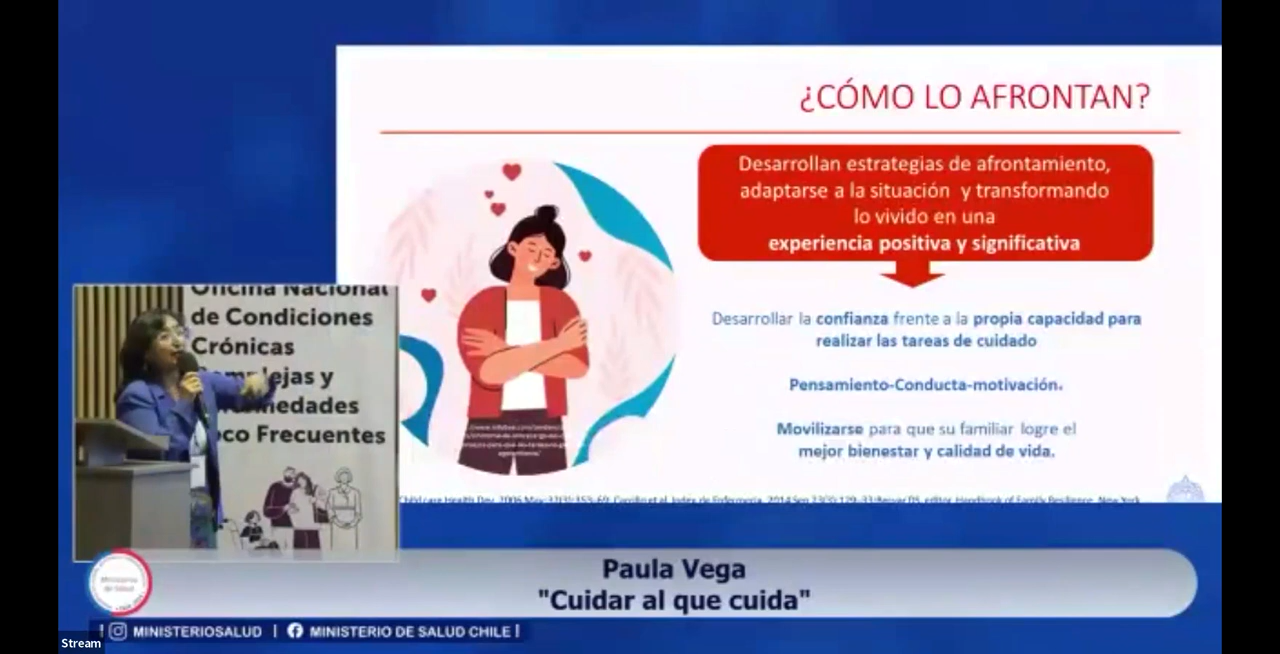 ¿CÓMO LO AFRONTAN?
Desarrollan estrategias de afrontamiento,
adaptarse a la situación y transformando
lo vivido en una
experiencia positiva y significativa
Desarrollar la confianza frente a la propia capacidad para
realizar las tareas de cuidado
Pensamiento-Conducta-motivación.
Movilizarse para que su familiar logre el
mejor bienestar y calidad de vida.
Oficina Nacional
de Condiciones
Crónicas
y
Frecuentes
Paula Vega
"Cuidar al que cuida"
Ministerio
de Salud
| MINISTERIOSALUD | MINISTERIO DE SALUD CHILE |
Stream